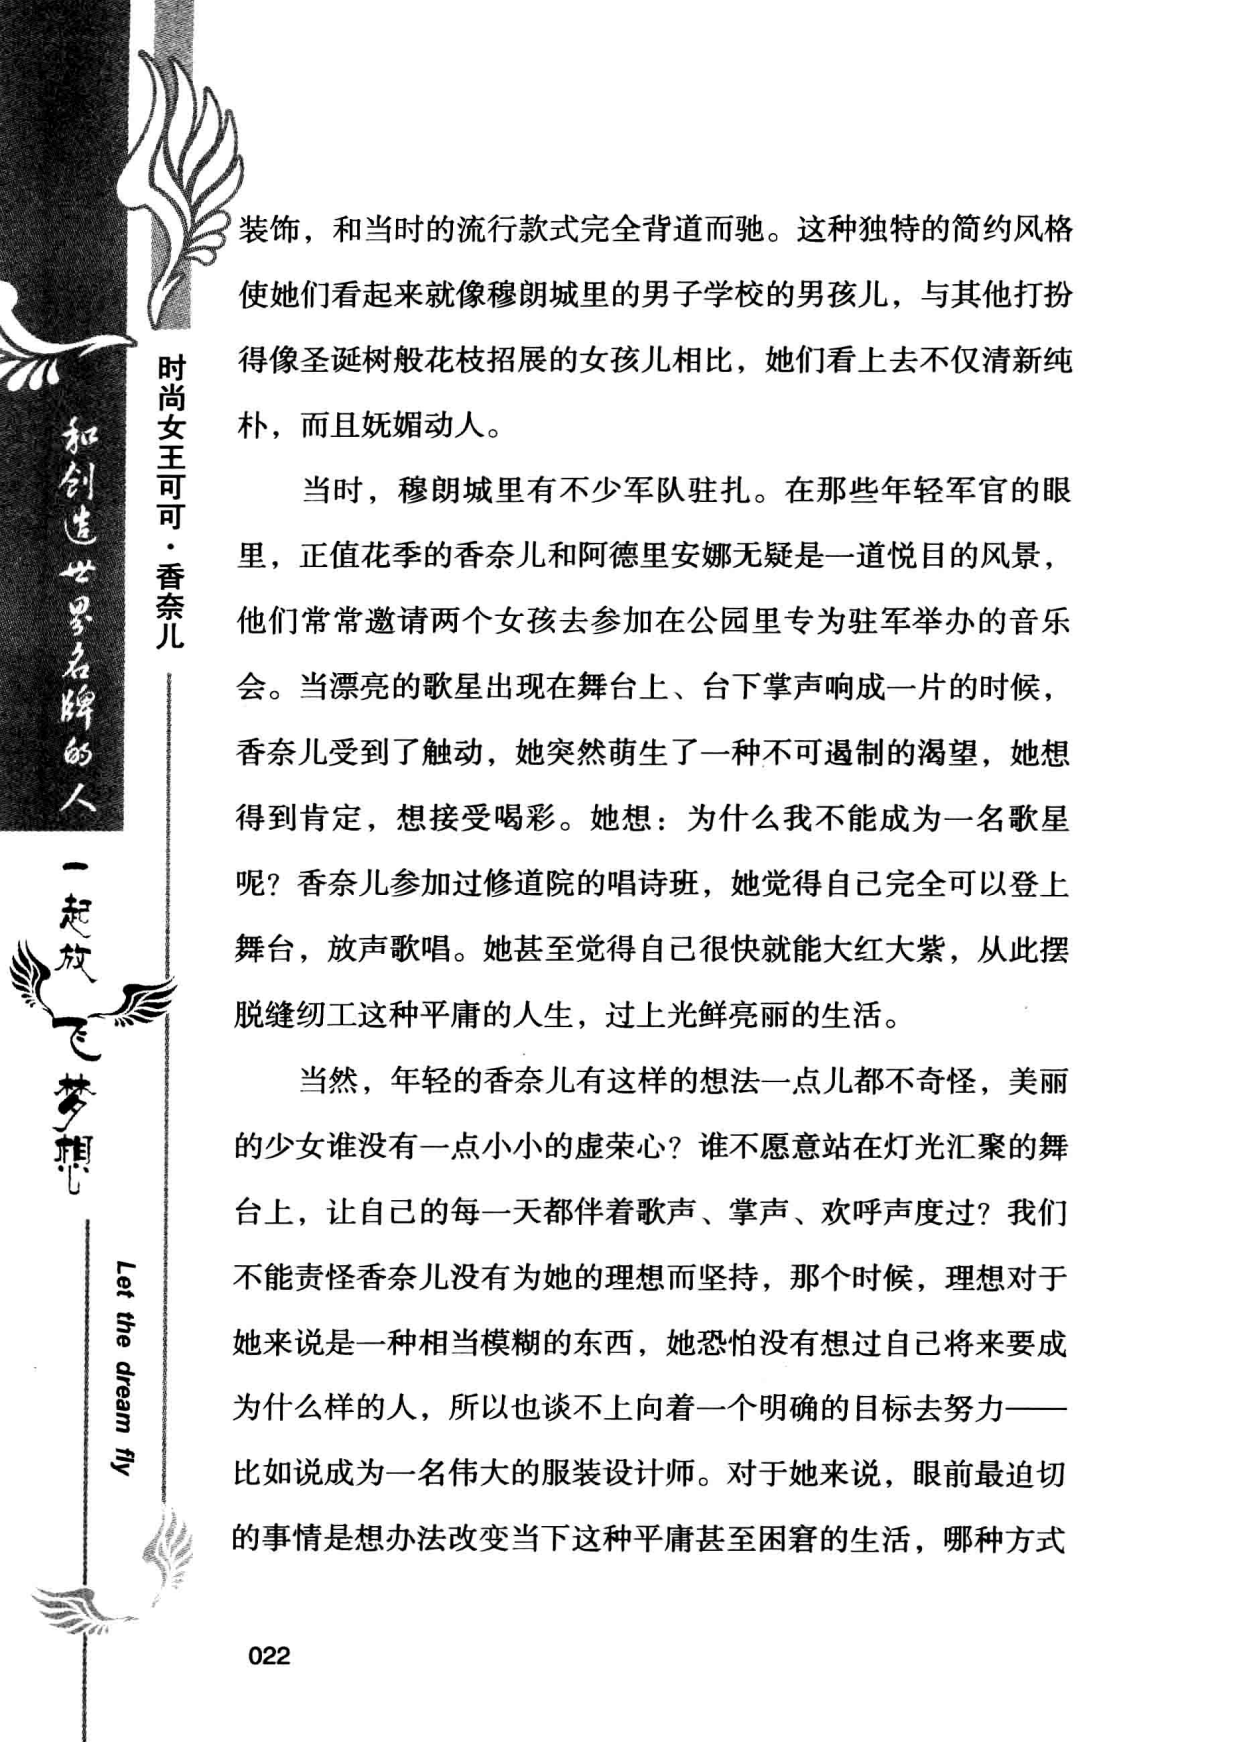 和创造世界名牌的人
一起放飞梦想
Let the dream fly
时尚女王可可·香奈儿
装饰，和当时的流行款式完全背道而驰。这种独特的简约风格
使她们看起来就像穆朗城里的男子学校的男孩儿，与其他打扮
得像圣诞树般花枝招展的女孩儿相比，她们看上去不仅清新纯
朴，而且妩媚动人。
当时，穆朗城里有不少军队驻扎。在那些年轻军官的眼
里，正值花季的香奈儿和阿德里安娜无疑是一道悦目的风景，
他们常常邀请两个女孩去参加在公园里专为驻军举办的音乐
会。当漂亮的歌星出现在舞台上、台下掌声响成一片的时候，
香奈儿受到了触动，她突然萌生了一种不可遏制的渴望，她想
得到肯定，想接受喝彩。她想：为什么我不能成为一名歌星
呢？香奈儿参加过修道院的唱诗班，她觉得自己完全可以登上
舞台，放声歌唱。她甚至觉得自己很快就能大红大紫，从此摆
脱缝纫工这种平庸的人生，过上光鲜亮丽的生活。
当然，年轻的香奈儿有这样的想法一点儿都不奇怪，美丽
的少女谁没有一点小小的虚荣心？谁不愿意站在灯光汇聚的舞
台上，让自己的每一天都伴着歌声、掌声、欢呼声度过？我们
不能责怪香奈儿没有为她的理想而坚持，那个时候，理想对于
她来说是一种相当模糊的东西，她恐怕没有想过自己将来要成
为什么样的人，所以也谈不上向着一个明确的目标去努力——
比如说成为一名伟大的服装设计师。对于她来说，眼前最迫切
的事情是想办法改变当下这种平庸甚至困窘的生活，哪种方式
022